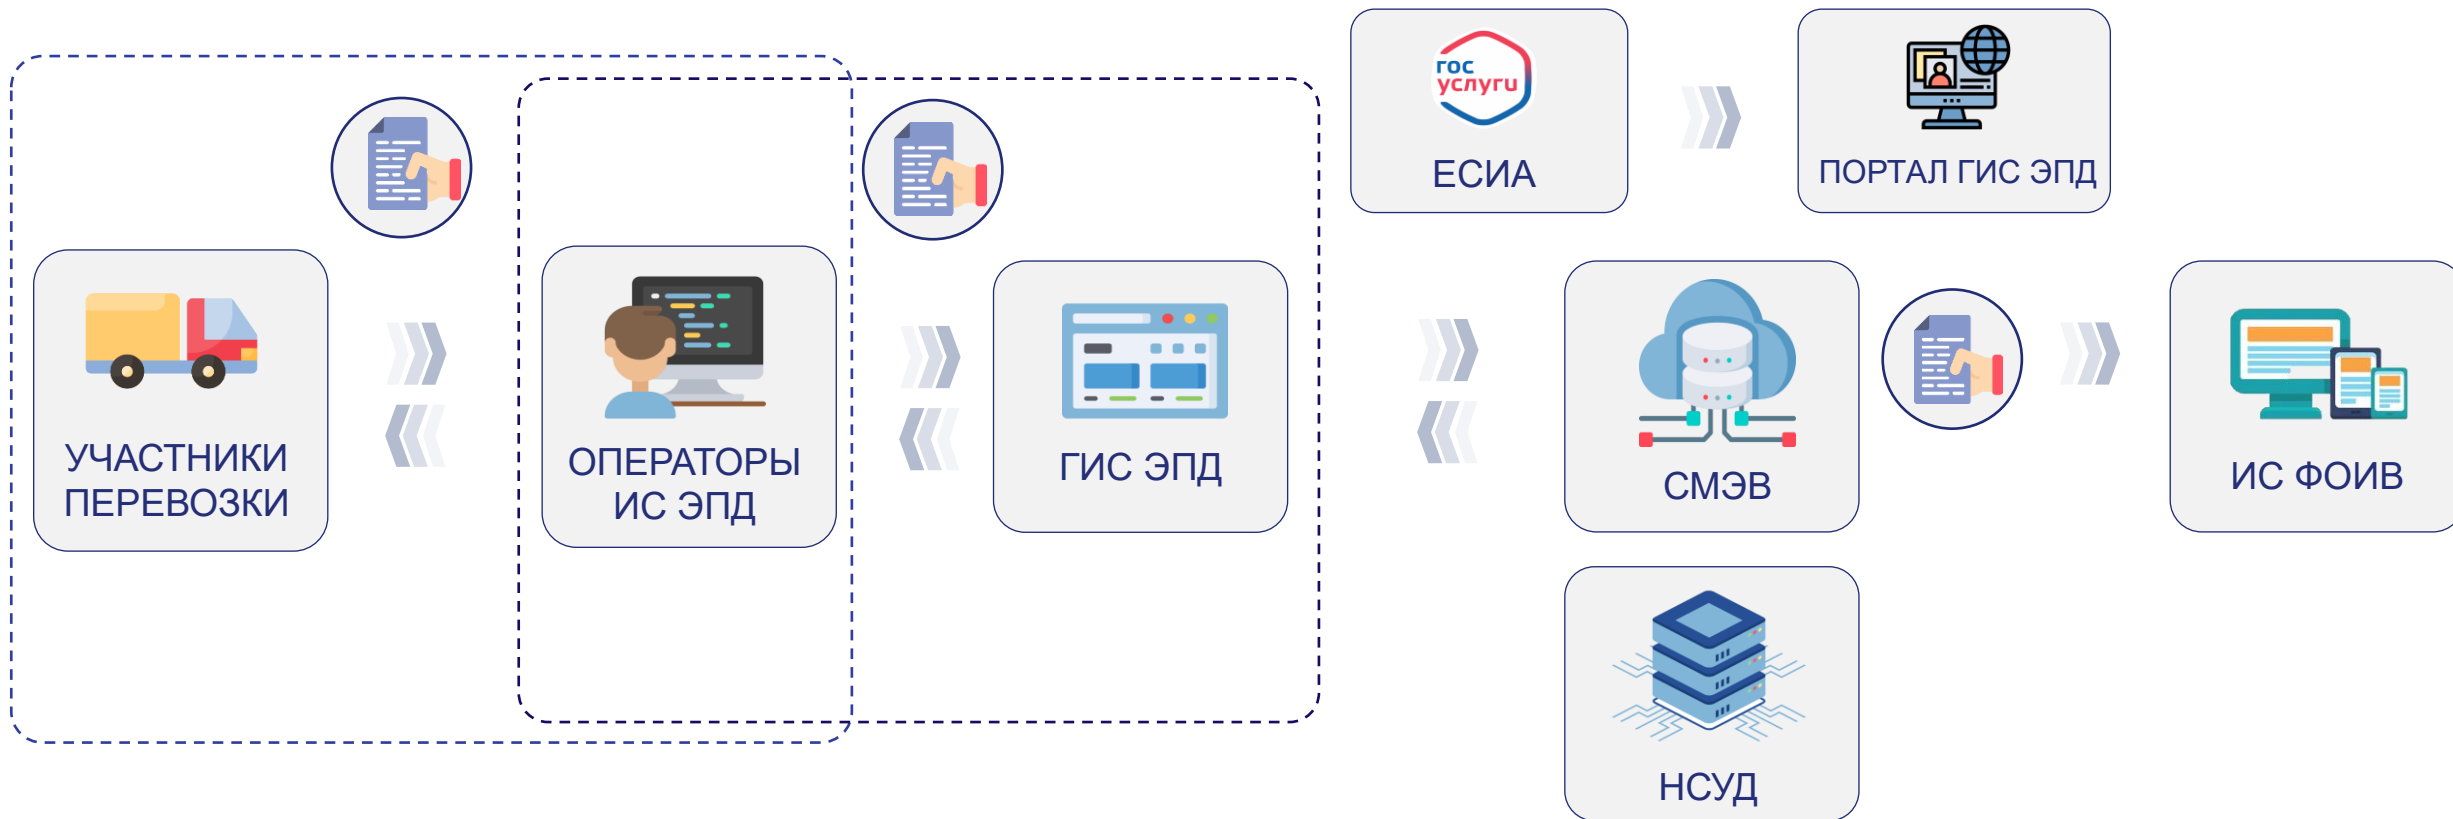 гос
услуги
ЕСИА
ПОРТАЛ ГИС ЭПД
УЧАСТНИКИ
ПЕРЕВОЗКИ
ОПЕРАТОРЫ
ИС ЭПД
ГИС ЭПД
СМЭВ
ИС ФОИВ
НСУД